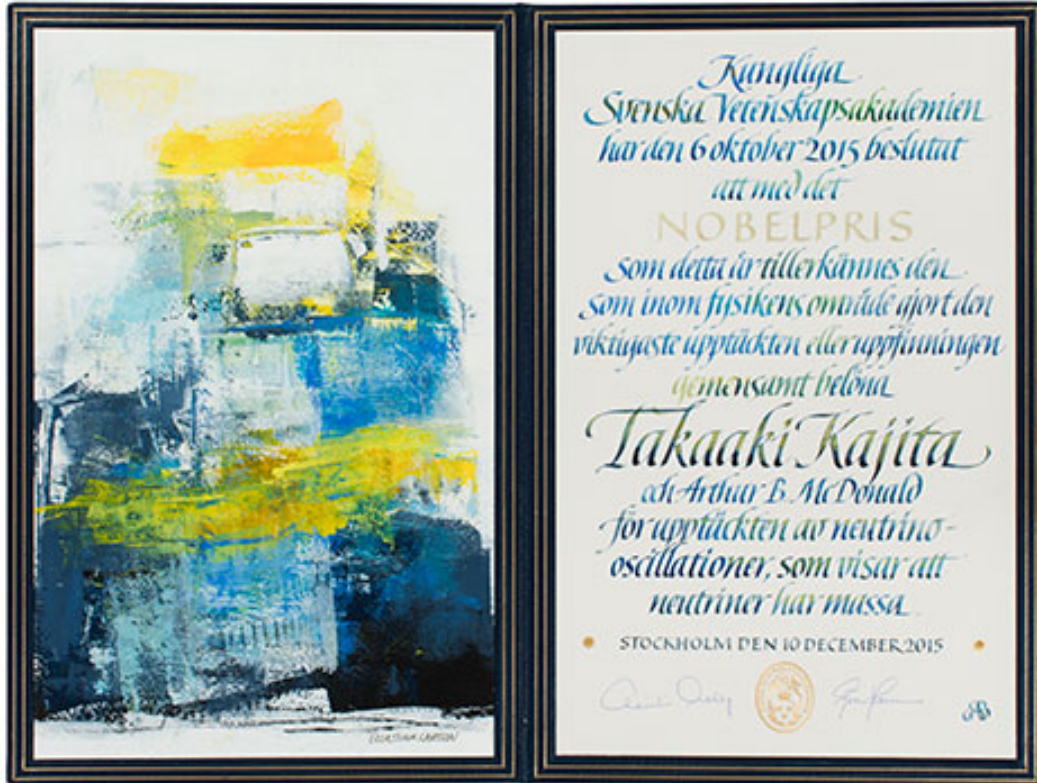 Kungliga
Svenska Vetenskapsakademien
har den 6 oktober 2015 beslutat
att med det
NOBELPRIS
som detta år tillerkännes den
som inom fysikens område gjort den
viktigaste upptäckten eller uppfinningen
gemensamt belöna
Takaaki Kajita
och Arthur B. McDonald
för upptäckten av neutrino-
oscillationer, som visar att
neutriner har massa
STOCKHOLM DEN 10 DECEMBER 2015